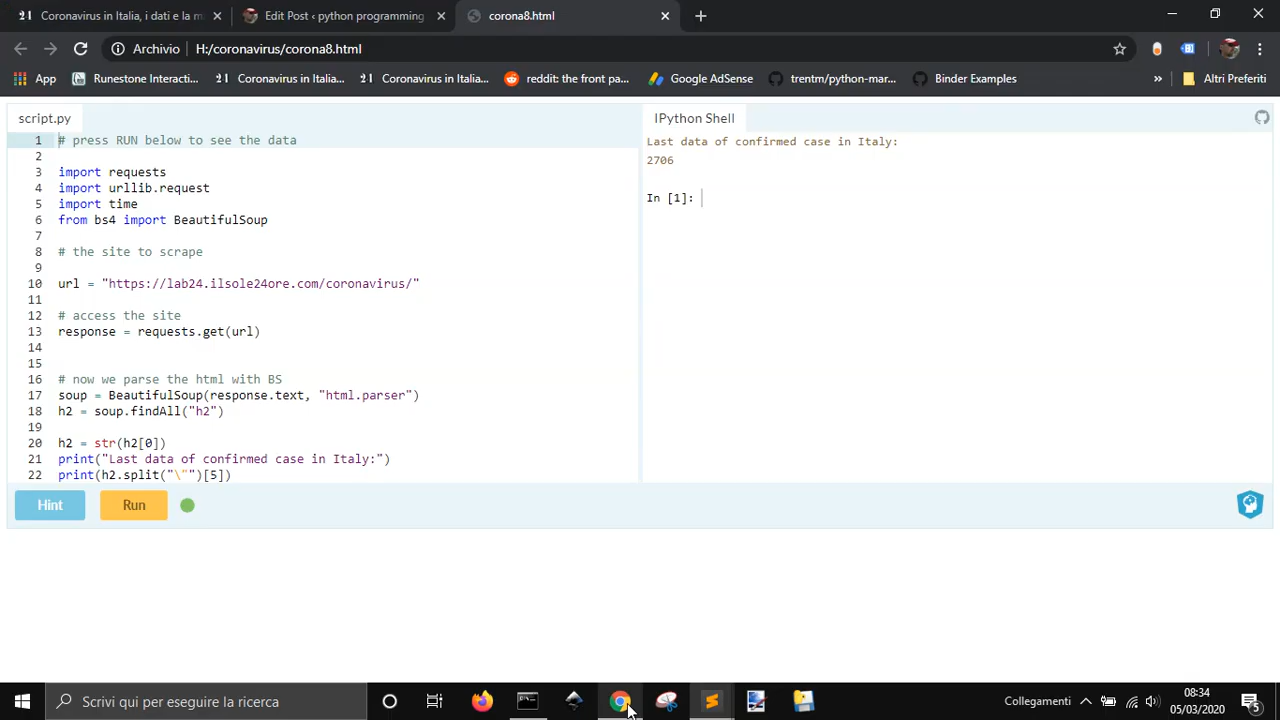 Coronavirus in Italia, i dati e la m
Edit Post ‹ python programming
corona8.html
Archivio H:/coronavirus/corona8.html
App
Runestone Interacti...
Coronavirus in Italia...
Coronavirus in Italia...
reddit: the front pa...
Google AdSense
trentm/python-mar...
Binder Examples
»
Altri Preferiti
script.py
1 # press RUN below to see the data
2
3 import requests
4 import urllib.request
5 import time
6 from bs4 import BeautifulSoup
7
8 # the site to scrape
9
10 url = "https://lab24.ilsole24ore.com/coronavirus/"
11
12 # access the site
13 response = requests.get(url)
14
15
16 # now we parse the html with BS
17 soup = BeautifulSoup(response.text, "html.parser")
18 h2 = soup.findAll("h2")
19
20 h2 = str(h2[0])
21 print("Last data of confirmed case in Italy:")
22 print(h2.split("\"")[5])
IPython Shell
Last data of confirmed case in Italy:
2706
In [1]:
Hint
Run
Scrivi qui per eseguire la ricerca
Collegamenti
08:34
05/03/2020
5